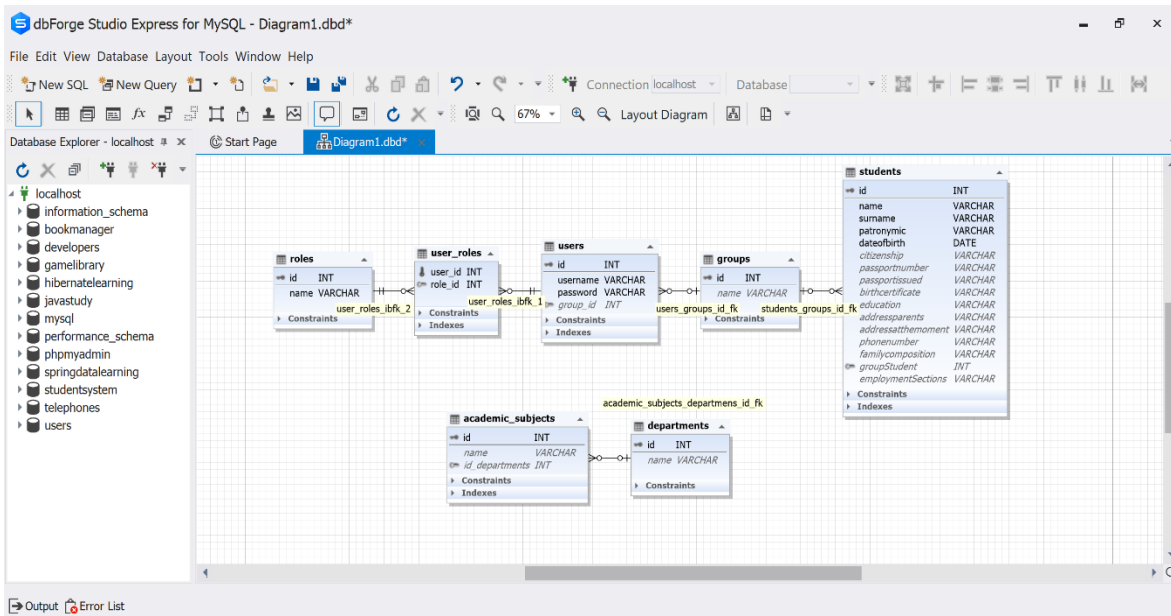 dbForge Studio Express for MySQL - Diagram1.dbd*
File Edit View Database Layout Tools Window Help
New SQL New Query Connection localhost Database
fx 67% Layout Diagram
Database Explorer - localhost
Start Page Diagram1.dbd*
localhost
information_schema
bookmanager
developers
gamelibrary
hibernatelearning
javastudy
mysql
performance_schema
phpmyadmin
springdatalearning
studentsystem
telephones
users
roles
id INT
name VARCHAR
Constraints
user_roles_ibfk_2
user_roles
user_id INT
role_id INT
Constraints
Indexes
user_roles_ibfk_1
users
id INT
username VARCHAR
password VARCHAR
group_id INT
Constraints
Indexes
users_groups_id_fk
groups
id INT
name VARCHAR
Constraints
students_groups_id_fk
students
id INT
name VARCHAR
surname VARCHAR
patronymic VARCHAR
dateofbirth DATE
citizenship VARCHAR
passportnumber VARCHAR
passportissued VARCHAR
birthcertificate VARCHAR
education VARCHAR
addressparents VARCHAR
addressatthemoment VARCHAR
phonenumber VARCHAR
familycomposition VARCHAR
groupStudent INT
employmentSections VARCHAR
Constraints
Indexes
academic_subjects_departmens_id_fk
academic_subjects
id INT
name VARCHAR
id_departments INT
Constraints
Indexes
departments
id INT
name VARCHAR
Constraints
Output Error List